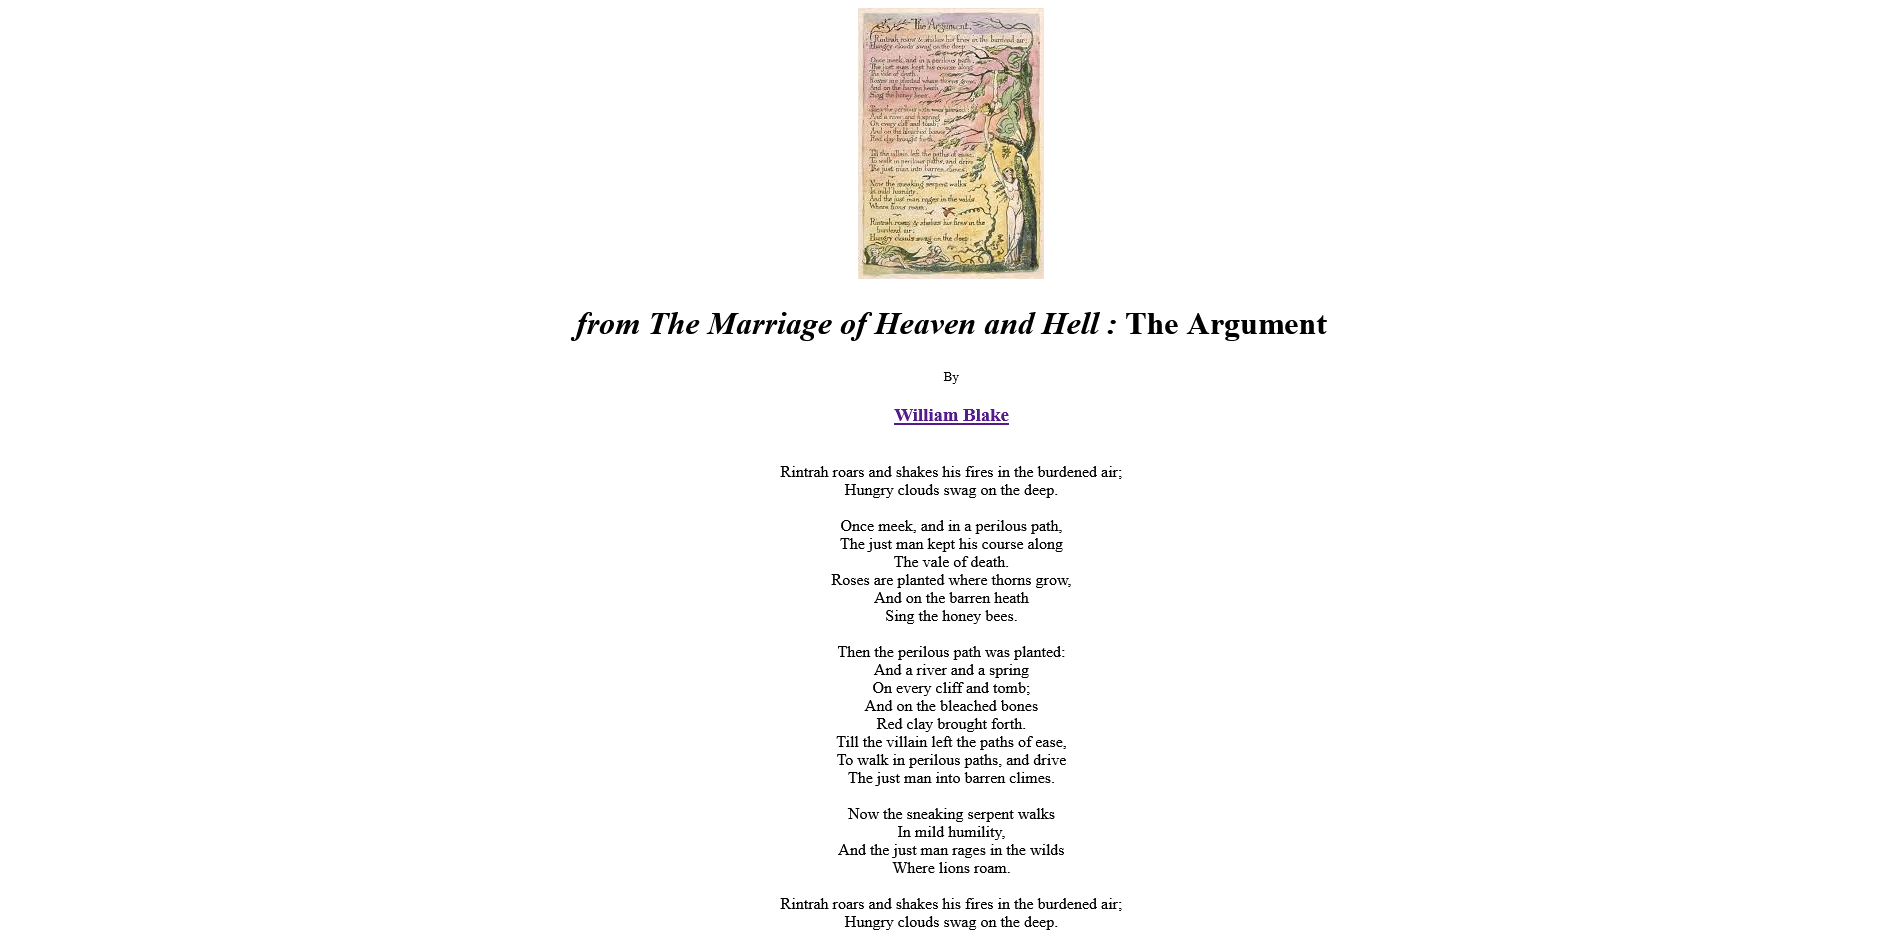 The Argument.
Rintrah roars & shakes his fires in the burdend air;
Hungry clouds swag on the deep
Once meek, and in a perilous path,
The just man kept his course along
The vale of death.
Roses are planted where thorns grow,
And on the barren heath
Sing the honey bees.
Then the perilous path was planted:
And a river and a spring
On every cliff and tomb;
And on the bleached bones
Red clay brought forth.
Till the villain left the paths of ease,
To walk in perilous paths, and drive
The just man into barren climes.
Now the sneaking serpent walks
In mild humility.
And the just man rages in the wilds
Where lions roam.
Rintrah roars & shakes his fires in the
burdend air;
Hungry clouds swag on the deep.
from The Marriage of Heaven and Hell : The Argument
By
William Blake
Rintrah roars and shakes his fires in the burdened air;
Hungry clouds swag on the deep.
Once meek, and in a perilous path,
The just man kept his course along
The vale of death.
Roses are planted where thorns grow,
And on the barren heath
Sing the honey bees.
Then the perilous path was planted:
And a river and a spring
On every cliff and tomb;
And on the bleached bones
Red clay brought forth.
Till the villain left the paths of ease,
To walk in perilous paths, and drive
The just man into barren climes.
Now the sneaking serpent walks
In mild humility,
And the just man rages in the wilds
Where lions roam.
Rintrah roars and shakes his fires in the burdened air;
Hungry clouds swag on the deep.